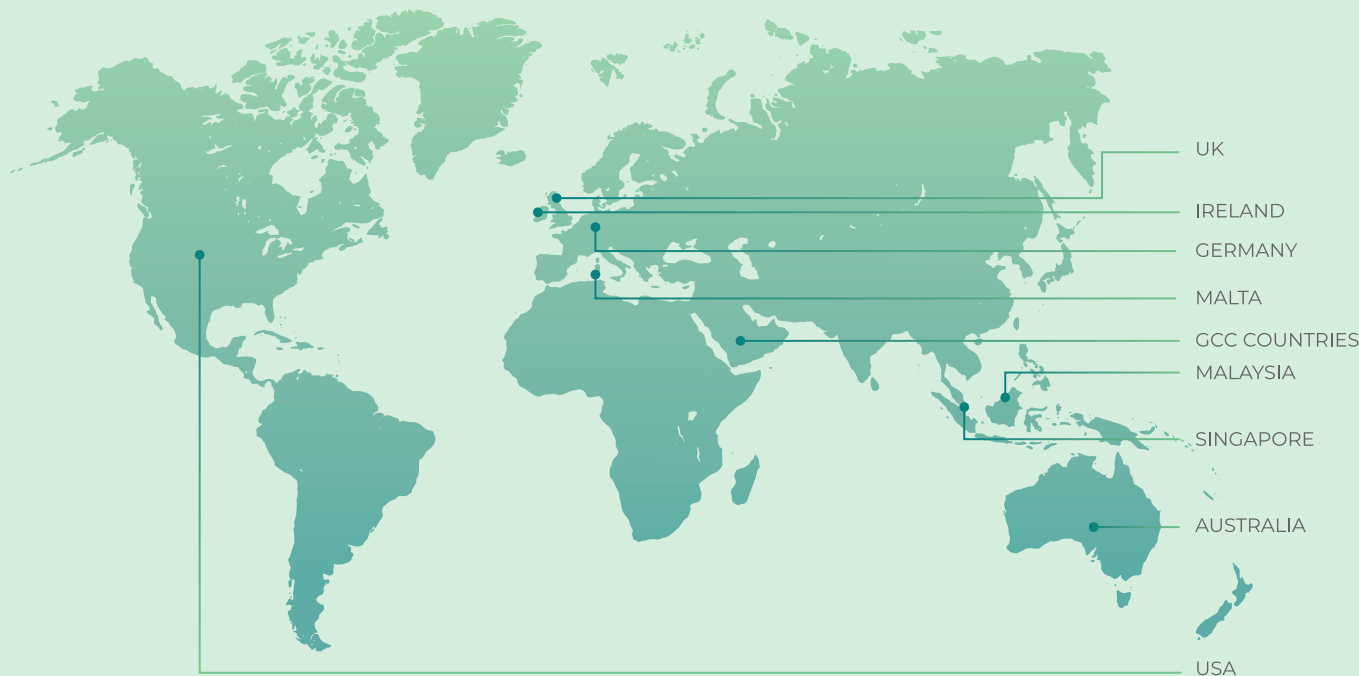 UK
IRELAND
GERMANY
MALTA
GCC COUNTRIES
MALAYSIA
SINGAPORE
AUSTRALIA
USA